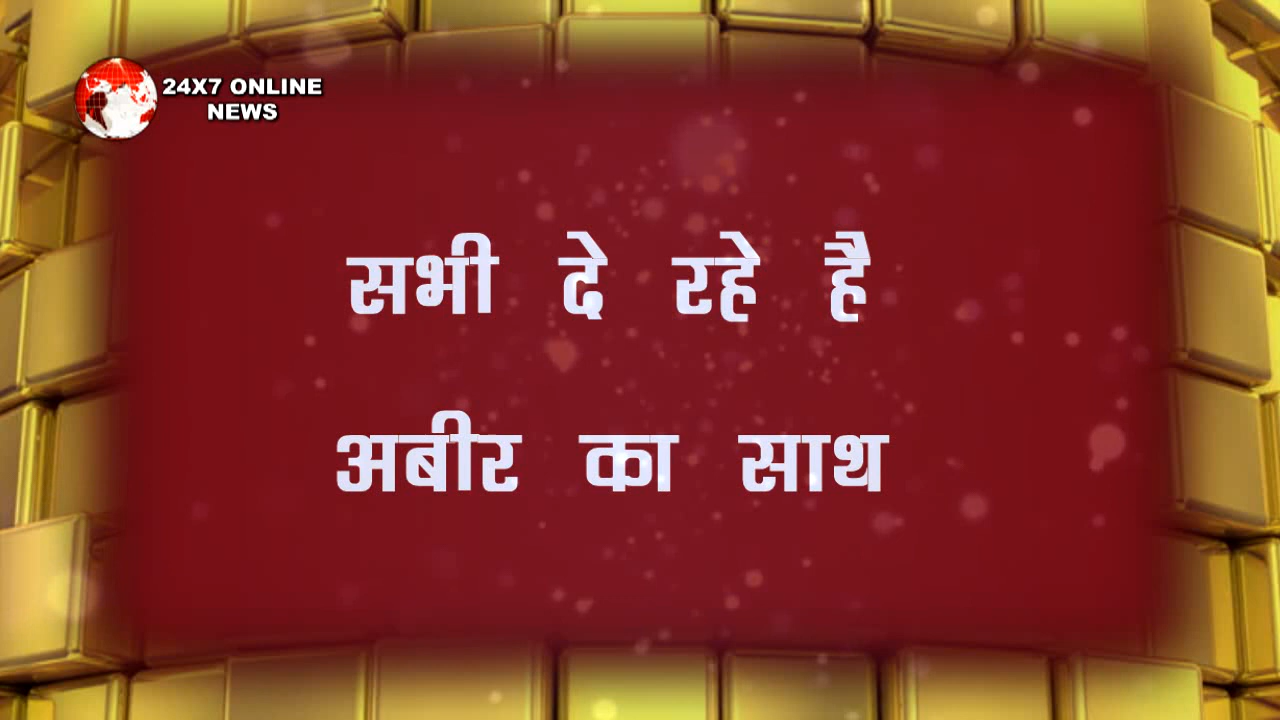 24X7 ONLINE
NEWS
सभी दे रहे है
अबीर का साथ